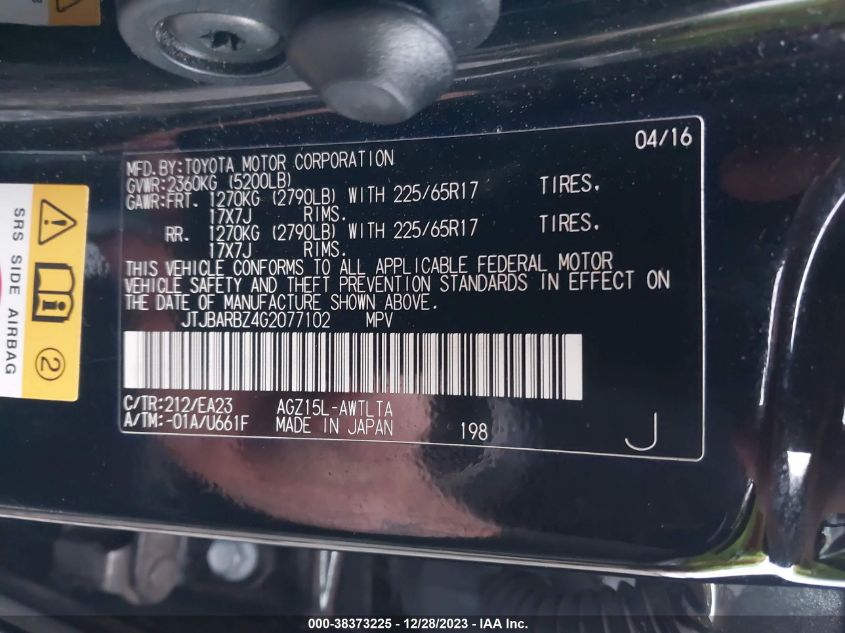 04/16
MFD.BY:TOYOTA MOTOR CORPORATION
GVWR:2360KG (5200LB)
GAWR:FRT. 1270KG (2790LB) WITH 225/65R17 TIRES,
17X7J RIMS.
RR. 1270KG (2790LB) WITH 225/65R17 TIRES,
17X7J RIMS.
THIS VEHICLE CONFORMS TO ALL APPLICABLE FEDERAL MOTOR
VEHICLE SAFETY AND THEFT PREVENTION STANDARDS IN EFFECT ON
THE DATE OF MANUFACTURE SHOWN ABOVE.
JTJBARBZ4G2077102 MPV
C/TR:212/EA23 AGZ15L-AWTLTA
A/TM:-01A/U661F MADE IN JAPAN 198 J
SRS SIDE AIRBAG
2
000-38373225 - 12/28/2023 - IAA Inc.